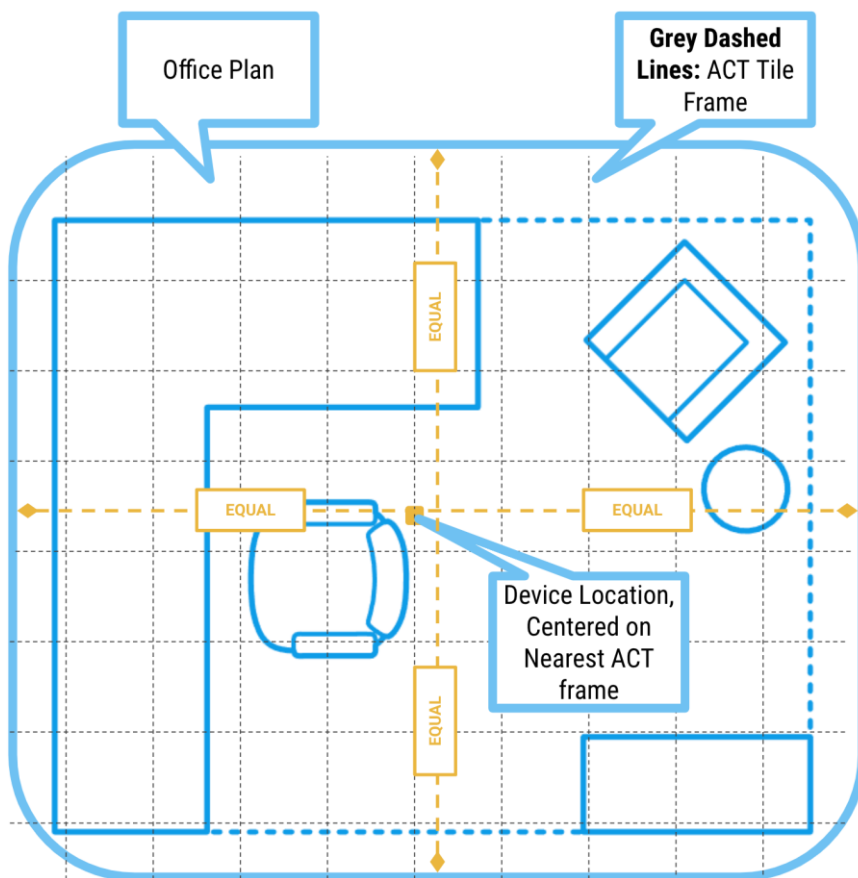 Office Plan
Grey Dashed
Lines: ACT Tile
Frame
EQUAL
EQUAL
EQUAL
Device Location,
Centered on
Nearest ACT
frame
EQUAL